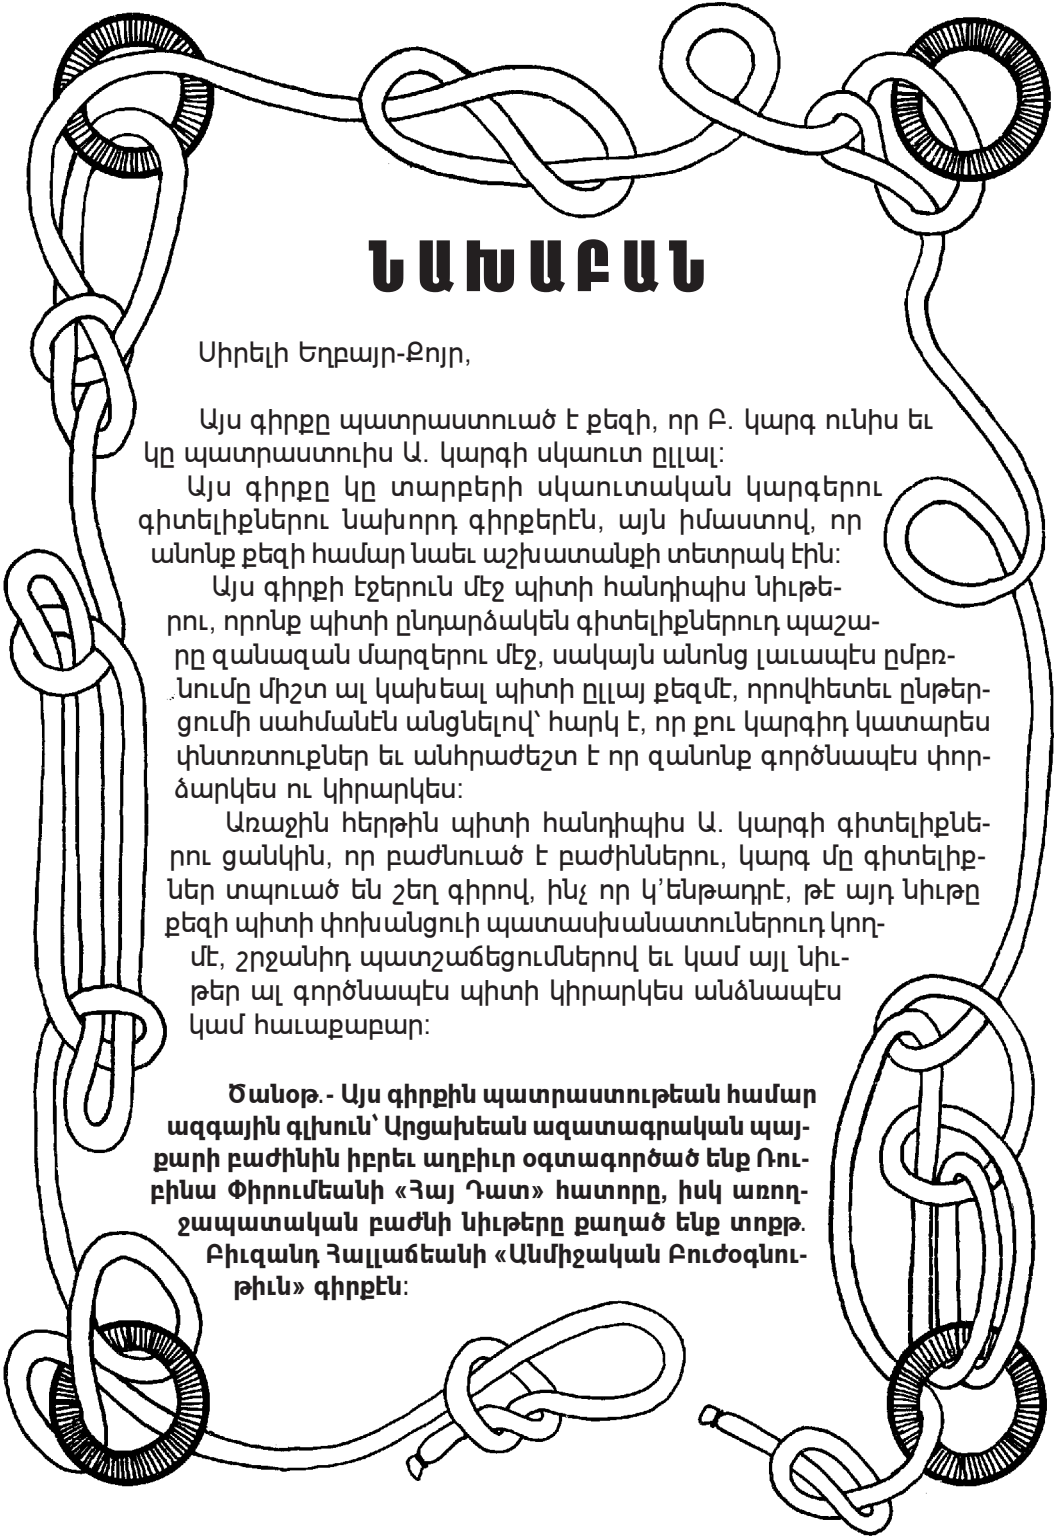 ՆԱԽԱԲԱՆ
Սիրելի Եղբայր-Քոյր,
Այս գիրքը պատրաստուած է քեզի, որ Բ. կարգ ունիս եւ
կը պատրաստուիս Ա. կարգի սկաուտ ըլլալ:
Այս գիրքը կը տարբերի սկաուտական կարգերու
գիտելիքներու նախորդ գիրքերէն, այն իմաստով, որ
անոնք քեզի համար նաեւ աշխատանքի տետրակ էին:
Այս գիրքի էջերուն մէջ պիտի հանդիպիս նիւթե-
րու, որոնք պիտի ընդարձակեն գիտելիքներուդ պաշա-
րը զանազան մարզերու մէջ, սակայն անոնց լաւապէս ըմբռ-
նումը միշտ ալ կախեալ պիտի ըլլայ քեզմէ, որովհետեւ ընթեր-
ցումի սահմանէն անցնելով՝ հարկ է, որ քու կարգիդ կատարես
փնտռտուքներ եւ անհրաժեշտ է որ զանոնք գործնապէս փոր-
ձարկես ու կիրարկես:
Առաջին հերթին պիտի հանդիպիս Ա. կարգի գիտելիքնե-
րու ցանկին, որ բաժնուած է բաժիններու, կարգ մը գիտելիք-
ներ տպուած են շեղ գիրով, ինչ որ կ’ենթադրէ, թէ այդ նիւթը
քեզի պիտի փոխանցուի պատասխանատուներուդ կող-
մէ, շրջանիդ պատշաճեցումներով եւ կամ այլ նիւ-
թեր ալ գործնապէս պիտի կիրարկես անձնապէս
կամ հաւաքաբար:
Ծանօթ.- Այս գիրքին պատրաստութեան համար
ազգային գլխուն՝ Արցախեան ազատագրական պայ-
քարի բաժինին իբրեւ աղբիւր օգտագործած ենք Ռու-
բինա Փիրումեանի «Հայ Դատ» հատորը, իսկ առող-
ջապատական բաժնի նիւթերը քաղած ենք տոքթ.
Բիւզանդ Հալլաճեանի «Անմիջական Բուժօգնու-
թիւն» գիրքէն: